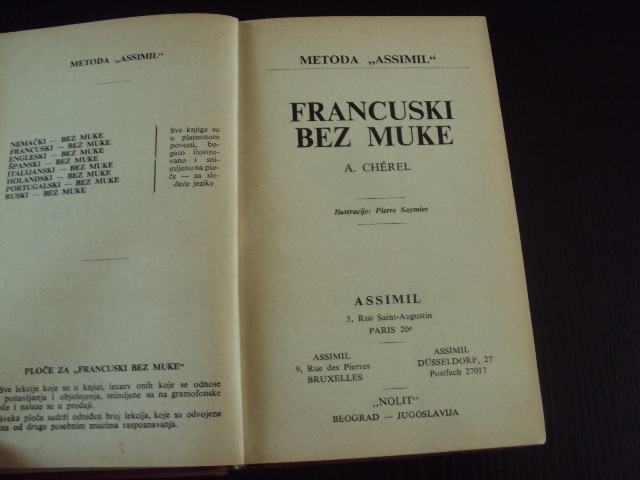 METODA „ASSIMIL“
NEMAČKI — BEZ MUKE
FRANCUSKI — BEZ MUKE
ENGLESKI — BEZ MUKE
ŠPANSKI — BEZ MUKE
ITALIJANSKI — BEZ MUKE
HOLANDSKI — BEZ MUKE
PORTUGALSKI — BEZ MUKE
RUSKI — BEZ MUKE
Sve knjige su
u platnenom
povezu, bo-
gato ilustro-
vano i sni-
mljeno na plo-
če — za sle-
deće jezike
PLOČE ZA „FRANCUSKI BEZ MUKE“
Sve lekcije koje su u knjizi, izuzev onih koje se odnose
ponavljanja i objašnjenja, snimljene su na gramofonske
če i nalaze se u prodaji.
Svaka ploča sadrži određen broj lekcija, koje su odvojene
na od druge posebnim znacima raspoznavanja.
METODA „ASSIMIL“
FRANCUSKI
BEZ MUKE
A. CHÉREL
Ilustracije: Pierre Soymier
ASSIMIL
5, Rue Saint-Augustin
PARIS 20e
ASSIMIL
9, Rue des Pierres
BRUXELLES
ASSIMIL
DÜSSELDORF, 27
Postfach 27017
„NOLIT“
BEOGRAD — JUGOSLAVIJA